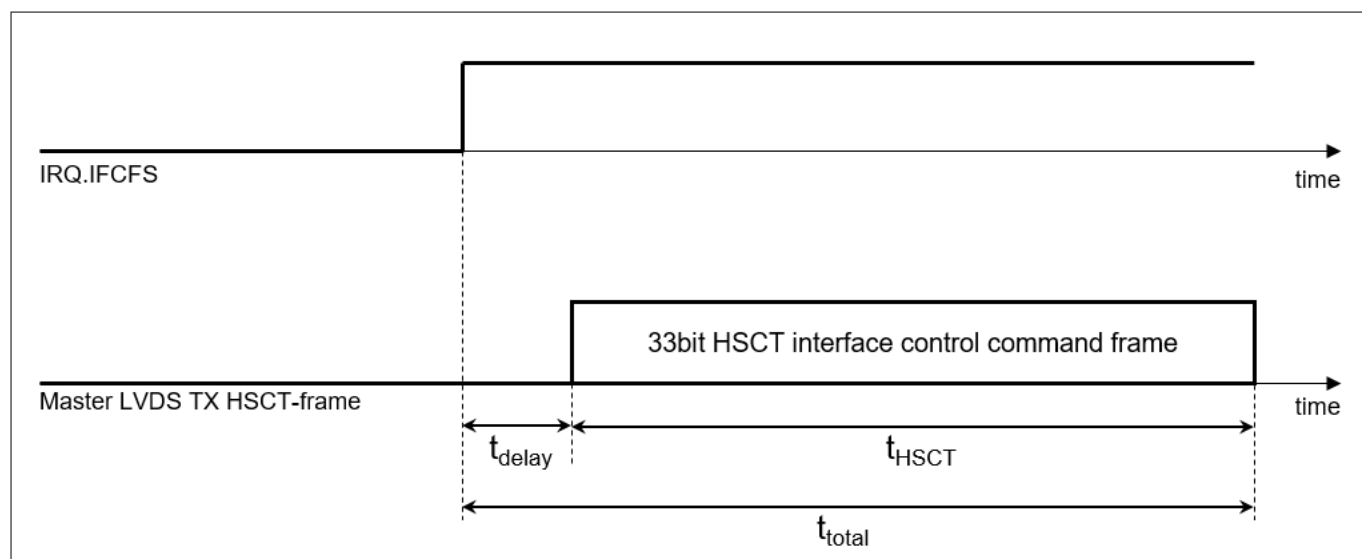 IRQ.IFCFS
time
33bit HSCT interface control command frame
Master LVDS TX HSCT-frame
time
tdelay
tHSCT
ttotal